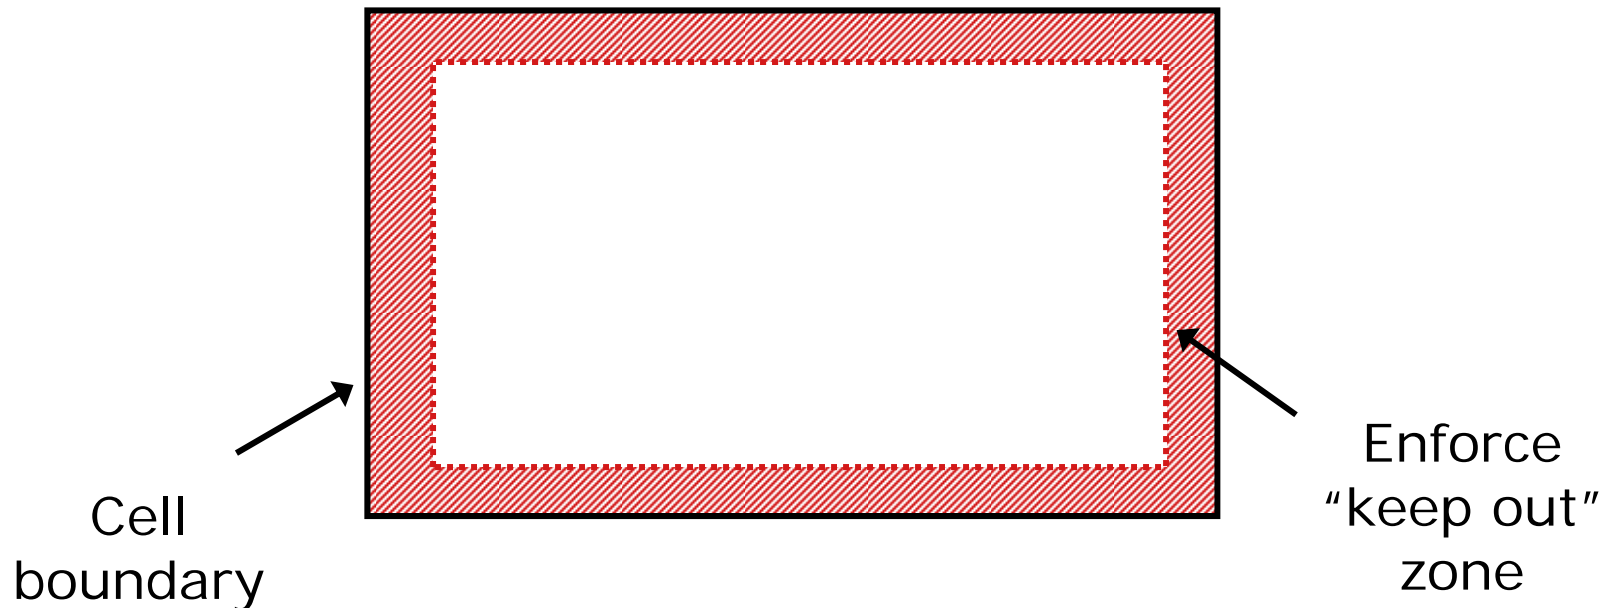 Cell
boundary
Enforce
“keep out”
zone